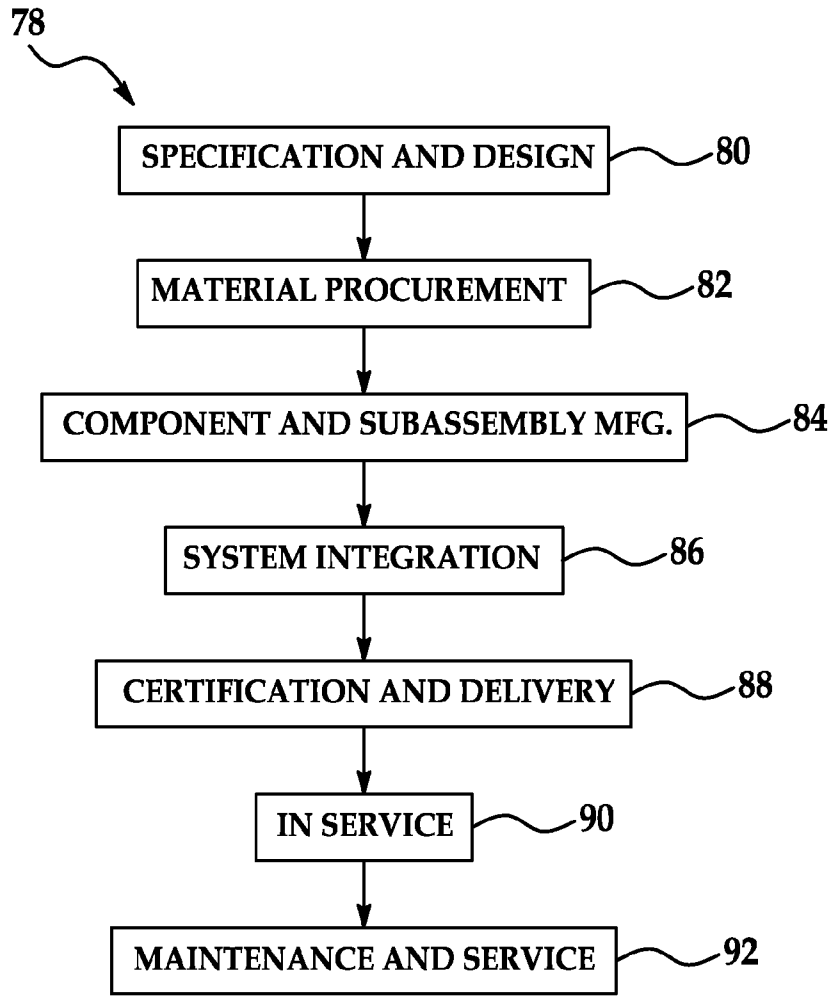 78
SPECIFICATION AND DESIGN
80
MATERIAL PROCUREMENT
82
COMPONENT AND SUBASSEMBLY MFG.
84
SYSTEM INTEGRATION
86
CERTIFICATION AND DELIVERY
88
IN SERVICE
90
MAINTENANCE AND SERVICE
92